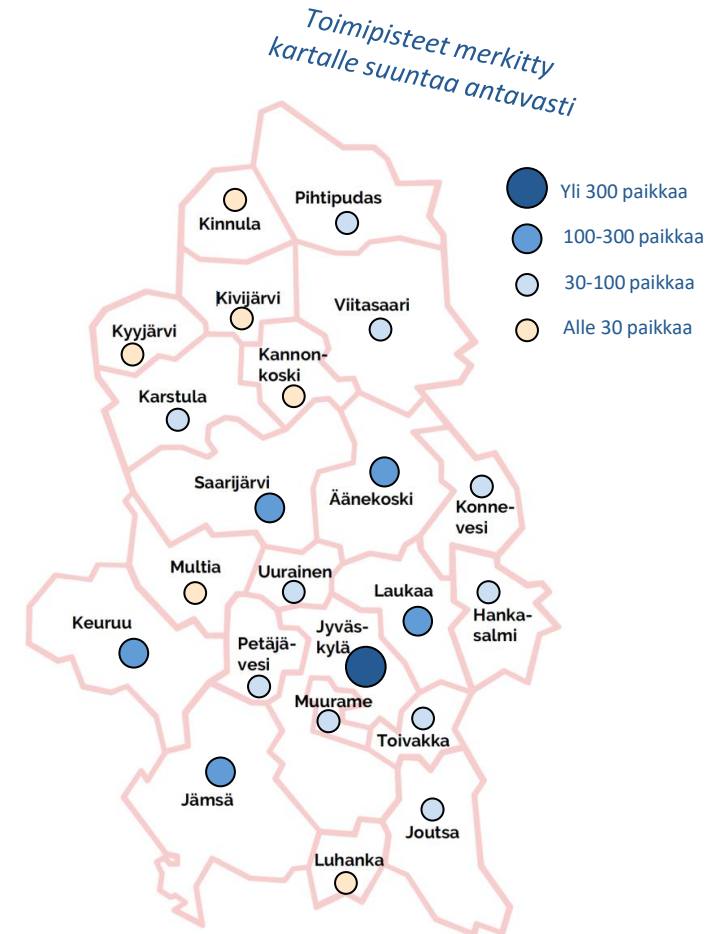 Toimipisteet merkitty
kartalle suuntaa antavasti
Yli 300 paikkaa
100-300 paikkaa
30-100 paikkaa
Alle 30 paikkaa
Pihtipudas
Kinnula
Kivijärvi
Viitasaari
Kyyjärvi
Kannon-
koski
Karstula
Saarijärvi
Äänekoski
Konne-
vesi
Multia
Uurainen
Laukaa
Hanka-
salmi
Keuruu
Jyväs-
kylä
Petäjä-
vesi
Muurame
Toivakka
Jämsä
Joutsa
Luhanka